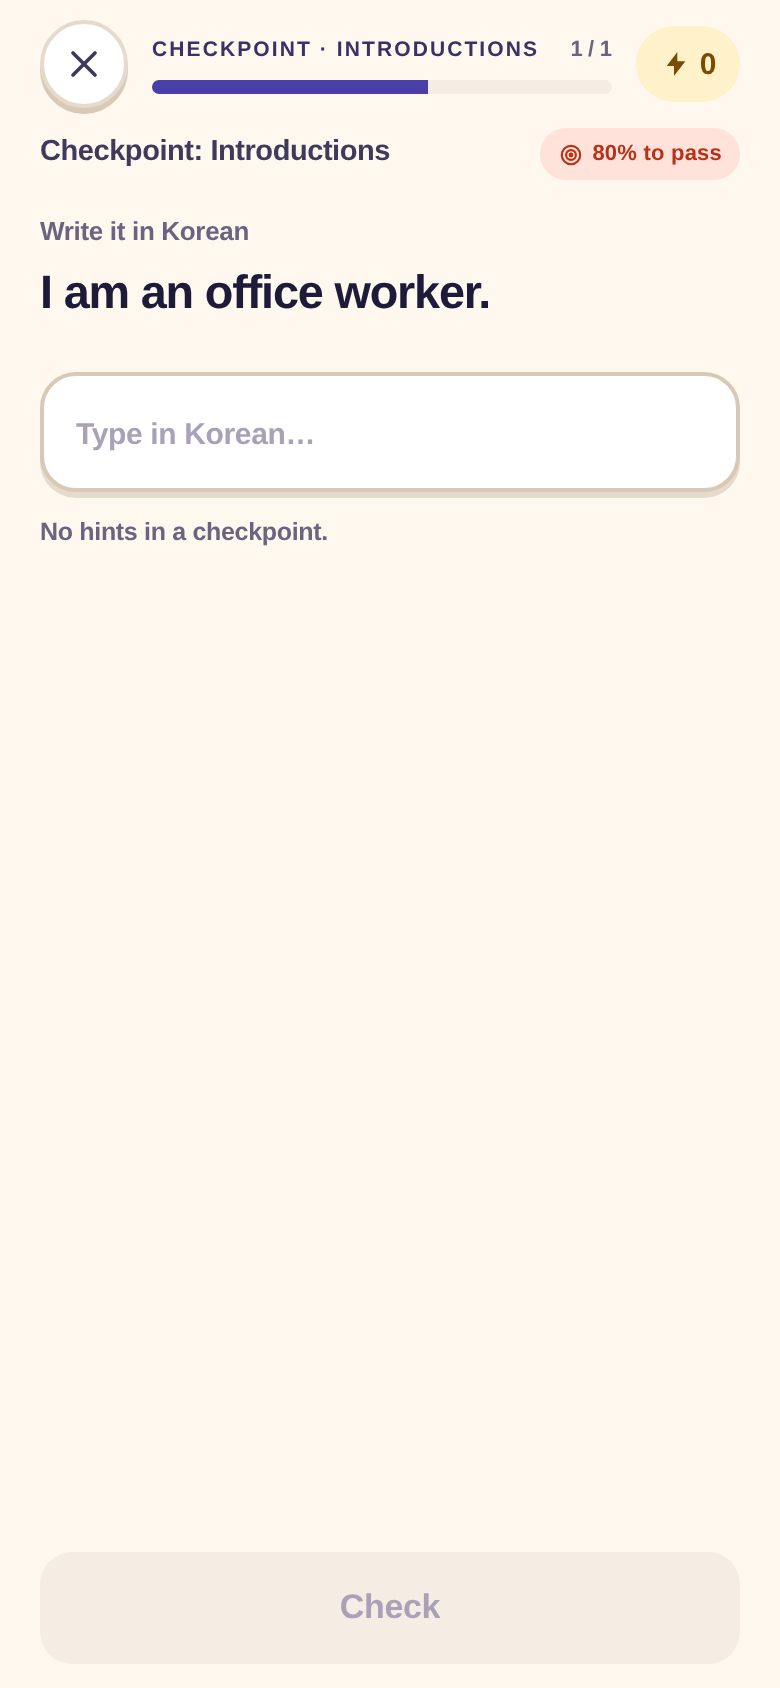 CHECKPOINT · INTRODUCTIONS 1 / 1
0
Checkpoint: Introductions
80% to pass
Write it in Korean
I am an office worker.
Type in Korean…
No hints in a checkpoint.
Check